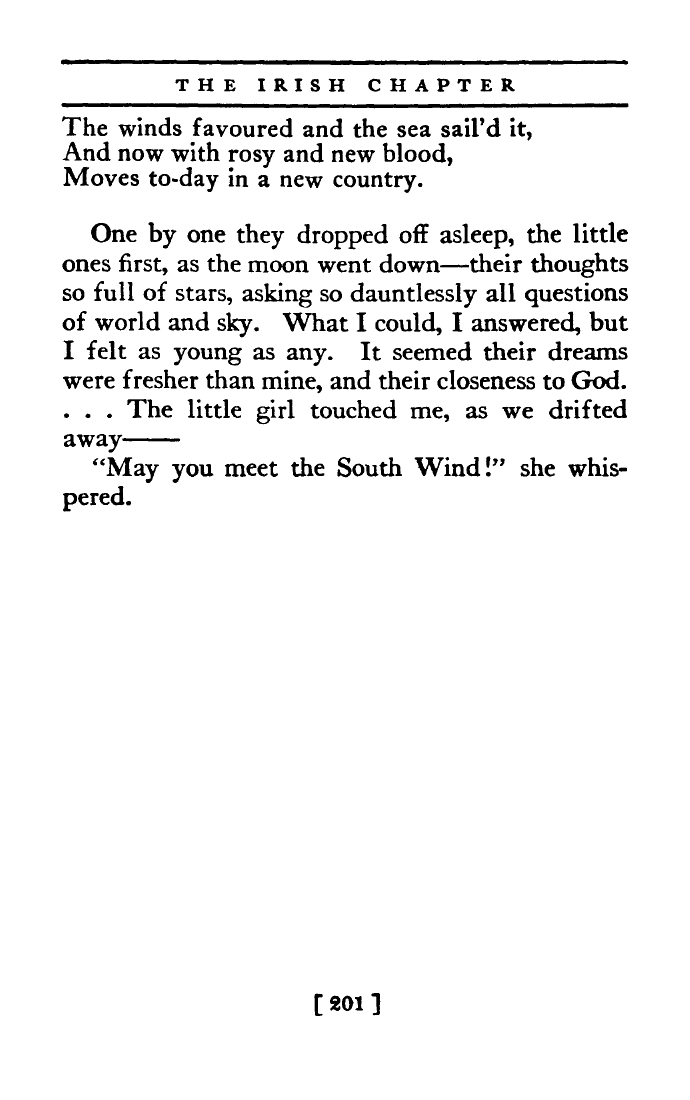 THE IRISH CHAPTER
The winds favoured and the sea sail'd it,
And now with rosy and new blood,
Moves to-day in a new country.
One by one they dropped off asleep, the little
ones first, as the moon went down—their thoughts
so full of stars, asking so dauntlessly all questions
of world and sky. What I could, I answered, but
I felt as young as any. It seemed their dreams
were fresher than mine, and their closeness to God.
. . . The little girl touched me, as we drifted
away——
“May you meet the South Wind!” she whis-
pered.
[ 201 ]